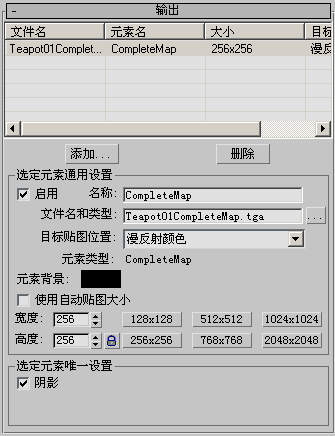 - 输出
文件名 元素名 大小 目标
Teapot01Complet... CompleteMap 256x256 漫反
添加... 删除
选定元素通用设置
启用 名称: CompleteMap
文件名和类型: Teapot01CompleteMap.tga ...
目标贴图位置: 漫反射颜色
元素类型: CompleteMap
元素背景:
使用自动贴图大小
宽度: 256 128x128 512x512 1024x1024
高度: 256 256x256 768x768 2048x2048
选定元素唯一设置
阴影